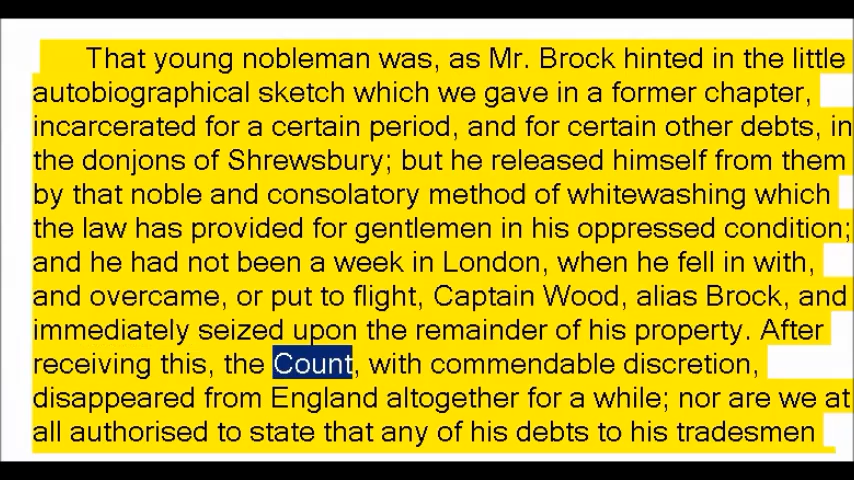 That young nobleman was, as Mr. Brock hinted in the little
autobiographical sketch which we gave in a former chapter,
incarcerated for a certain period, and for certain other debts, in
the donjons of Shrewsbury; but he released himself from them
by that noble and consolatory method of whitewashing which
the law has provided for gentlemen in his oppressed condition;
and he had not been a week in London, when he fell in with,
and overcame, or put to flight, Captain Wood, alias Brock, and
immediately seized upon the remainder of his property. After
receiving this, the Count, with commendable discretion,
disappeared from England altogether for a while; nor are we at
all authorised to state that any of his debts to his tradesmen